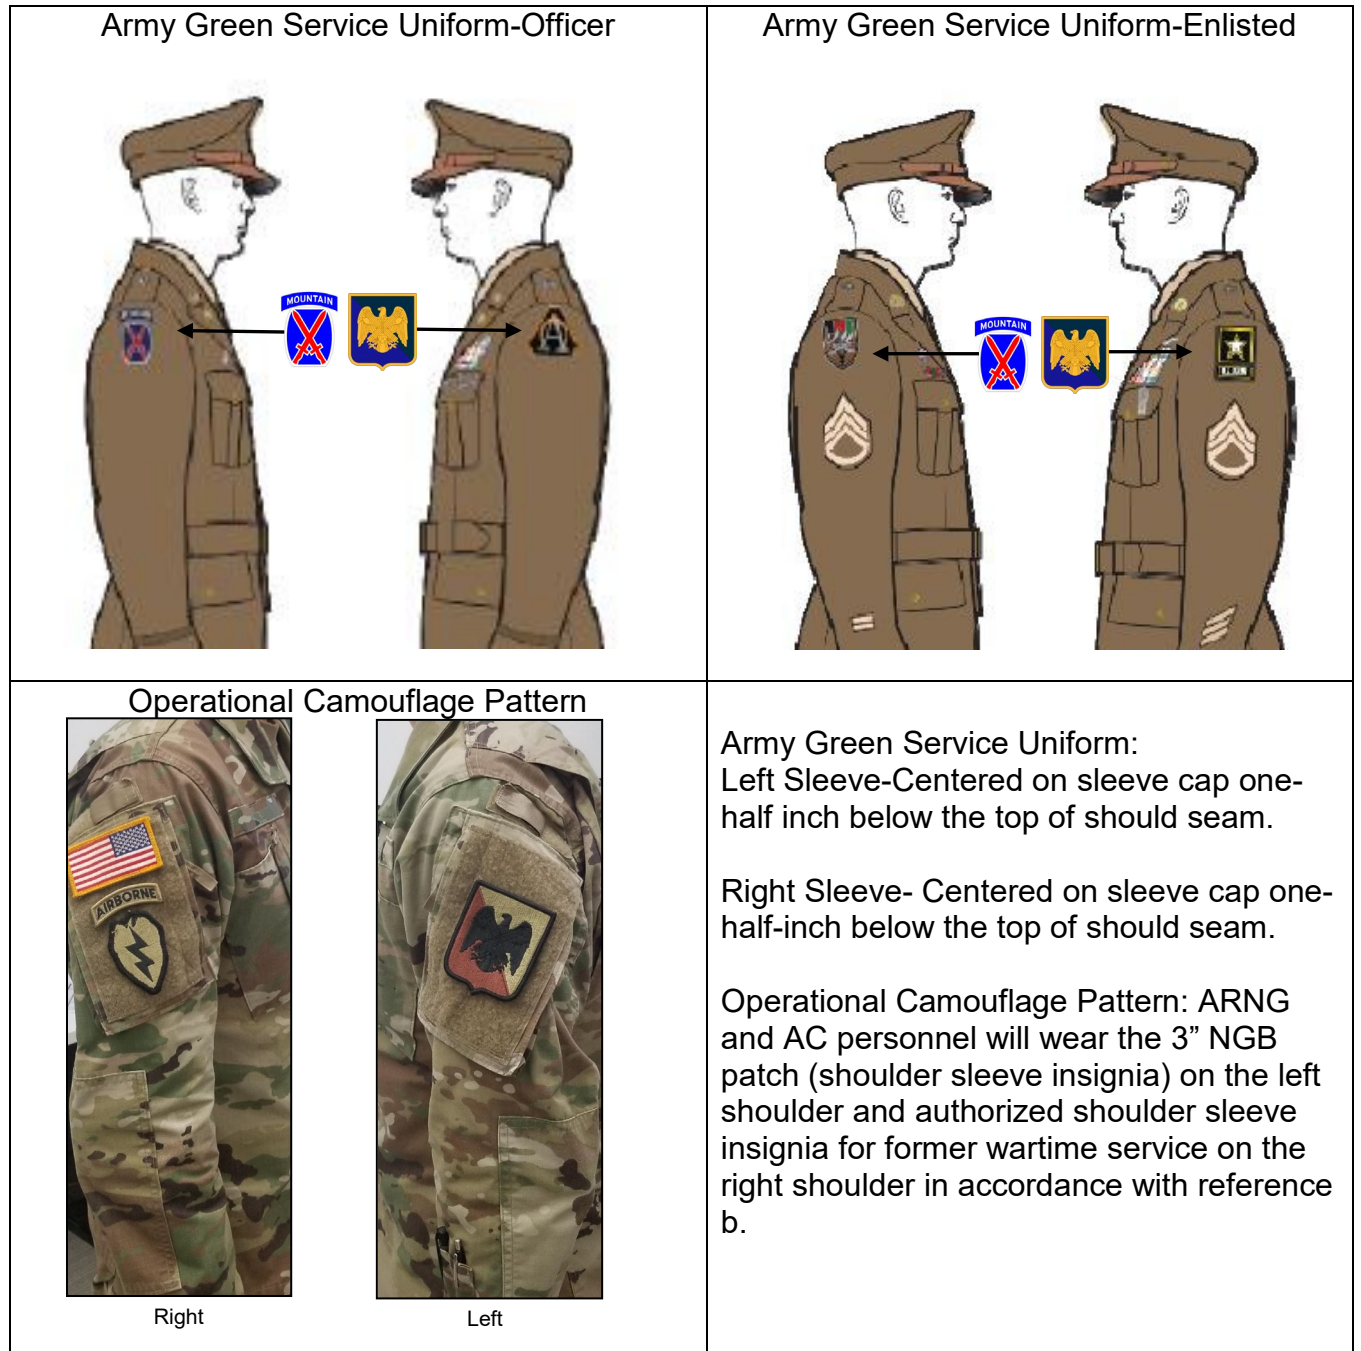 Army Green Service Uniform-Officer
Army Green Service Uniform-Enlisted
MOUNTAIN
MOUNTAIN
Operational Camouflage Pattern
AIRBORNE
Right
Left
Army Green Service Uniform:
Left Sleeve-Centered on sleeve cap one-
half inch below the top of should seam.
Right Sleeve- Centered on sleeve cap one-
half-inch below the top of should seam.
Operational Camouflage Pattern: ARNG
and AC personnel will wear the 3” NGB
patch (shoulder sleeve insignia) on the left
shoulder and authorized shoulder sleeve
insignia for former wartime service on the
right shoulder in accordance with reference
b.